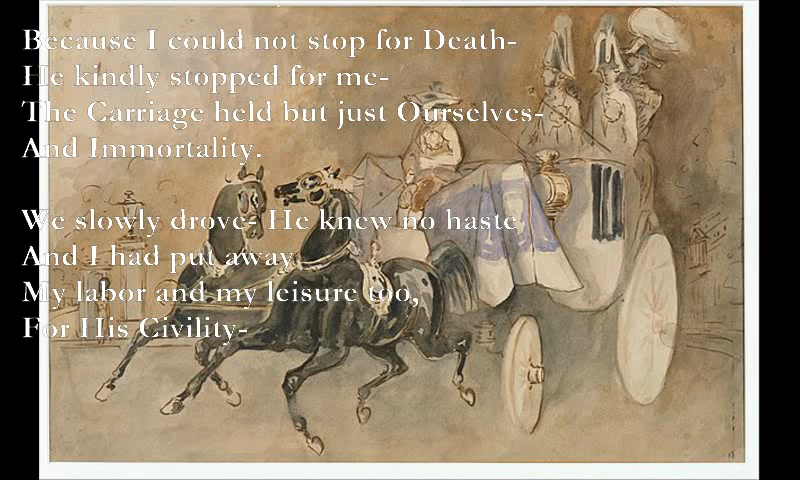 Because I could not stop for Death-
He kindly stopped for me-
The Carriage held but just Ourselves-
And Immortality.
We slowly drove- He knew no haste
And I had put away
My labor and my leisure too,
For His Civility-